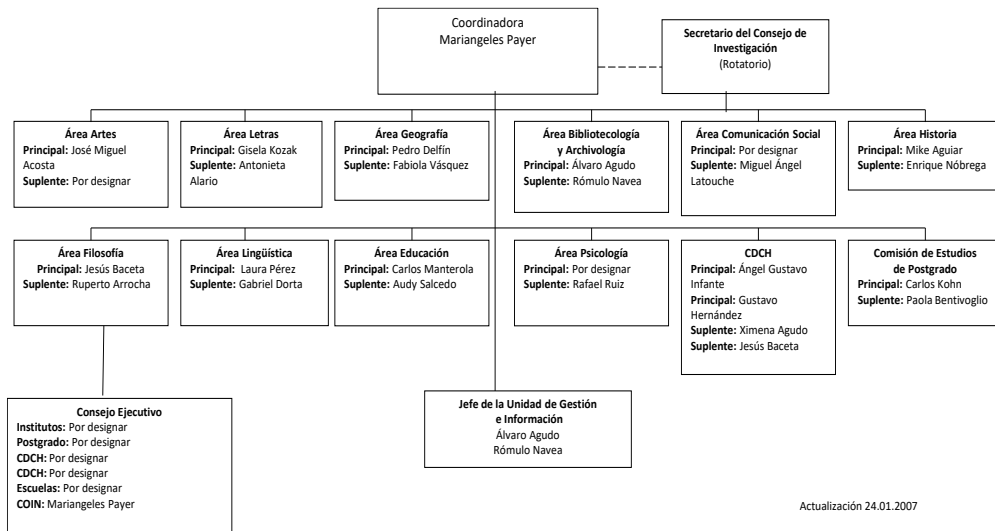 Coordinadora
Mariangeles Payer
Secretario del Consejo de
Investigación
(Rotatorio)
Área Artes
Principal: José Miguel
Acosta
Suplente: Por designar
Área Letras
Principal: Gisela Kozak
Suplente: Antonieta
Alario
Área Geografía
Principal: Pedro Delfín
Suplente: Fabiola Vásquez
Área Bibliotecología
y Archivología
Principal: Álvaro Agudo
Suplente: Rómulo Navea
Área Comunicación Social
Principal: Por designar
Suplente: Miguel Ángel
Latouche
Área Historia
Principal: Mike Aguiar
Suplente: Enrique Nóbrega
Área Filosofía
Principal: Jesús Baceta
Suplente: Ruperto Arrocha
Área Lingüística
Principal: Laura Pérez
Suplente: Gabriel Dorta
Área Educación
Principal: Carlos Manterola
Suplente: Audy Salcedo
Área Psicología
Principal: Por designar
Suplente: Rafael Ruiz
CDCH
Principal: Ángel Gustavo
Infante
Principal: Gustavo
Hernández
Suplente: Ximena Agudo
Suplente: Jesús Baceta
Comisión de Estudios
de Postgrado
Principal: Carlos Kohn
Suplente: Paola Bentivoglio
Consejo Ejecutivo
Institutos: Por designar
Postgrado: Por designar
CDCH: Por designar
CDCH: Por designar
Escuelas: Por designar
COIN: Mariangeles Payer
Jefe de la Unidad de Gestión
e Información
Álvaro Agudo
Rómulo Navea
Actualización 24.01.2007